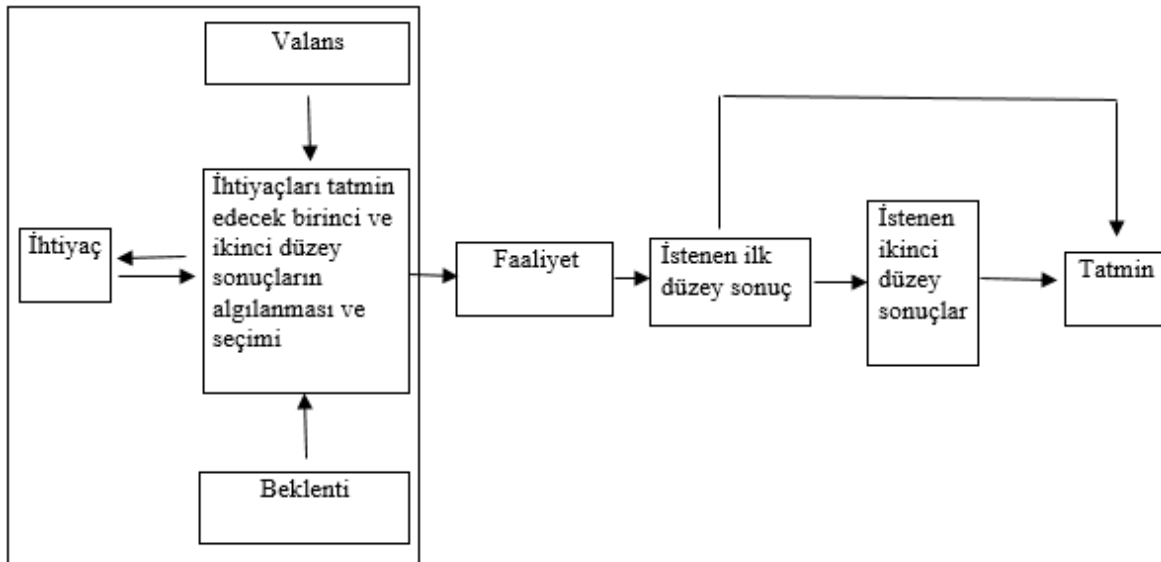 Valans
İhtiyaçları tatmin
edecek birinci ve
ikinci düzey
sonuçların
algılanması ve
seçimi
İhtiyaç
Beklenti
Faaliyet
İstenen ilk
düzey sonuç
İstenen
ikinci
düzey
sonuçlar
Tatmin